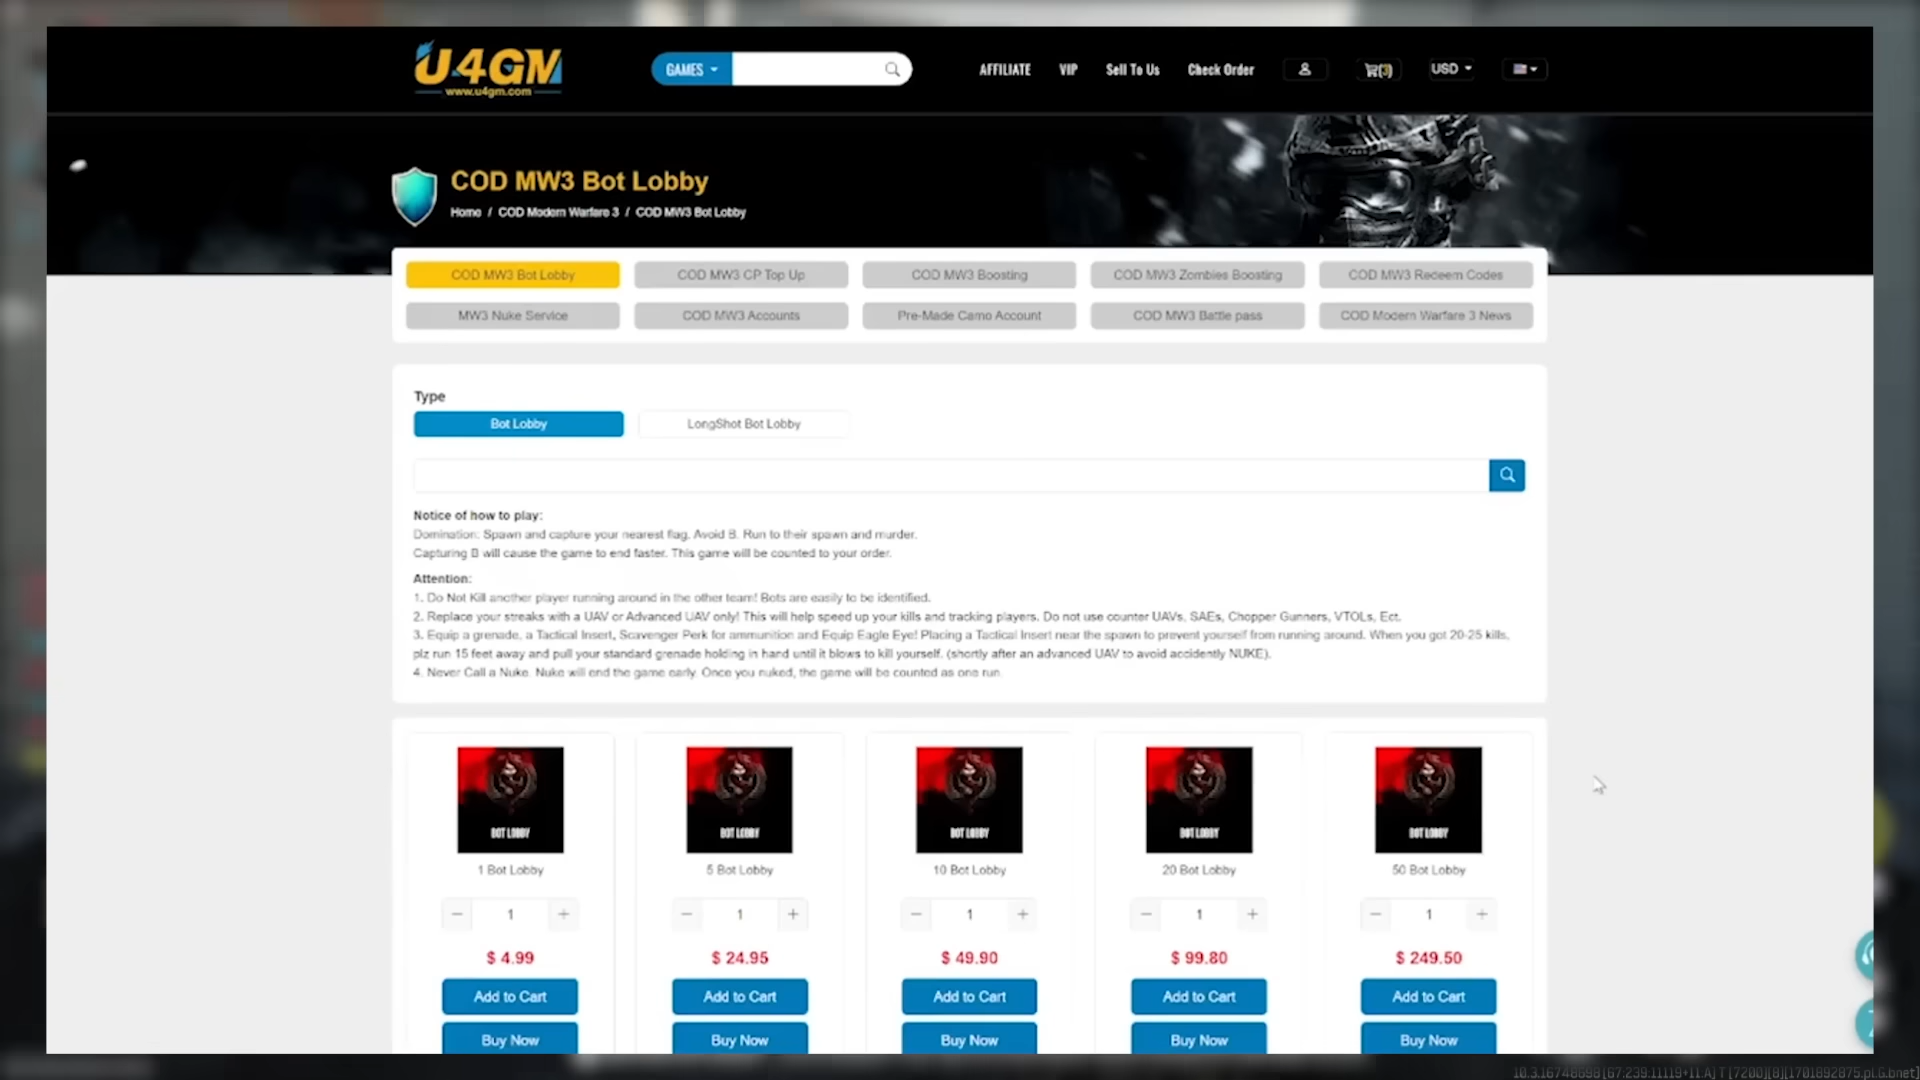 U4GM
www.u4gm.com
GAMES
AFFILIATE
VIP
Sell To Us
Check Order
USD
COD MW3 Bot Lobby
Home / COD Modern Warfare 3 / COD MW3 Bot Lobby
COD MW3 Bot Lobby
COD MW3 CP Top Up
COD MW3 Boosting
COD MW3 Zombies Boosting
COD MW3 Redeem Codes
MW3 Nuke Service
COD MW3 Accounts
Pre-Made Camo Account
COD MW3 Battle pass
COD Modern Warfare 3 News
Type
Bot Lobby
LongShot Bot Lobby
Notice of how to play:
Domination: Spawn and capture your nearest flag. Avoid B. Run to their spawn and murder.
Capturing B will cause the game to end faster. This game will be counted to your order.
Attention:
1. Do Not Kill another player running around in the other team! Bots are easily to be identified.
2. Replace your streaks with a UAV or Advanced UAV only! This will help speed up your kills and tracking players. Do not use counter UAVs, SAEs, Chopper Gunners, VTOLs, Ect.
3. Equip a grenade, a Tactical Insert, Scavenger Perk for ammunition and Equip Eagle Eye! Placing a Tactical Insert near the spawn to prevent yourself from running around. When you got 20-25 kills,
plz run 15 feet away and pull your standard grenade holding in hand until it blows to kill yourself. (shortly after an advanced UAV to avoid accidently NUKE).
4. Never Call a Nuke. Nuke will end the game early. Once you nuked, the game will be counted as one run.
BOT LOBBY
BOT LOBBY
BOT LOBBY
BOT LOBBY
BOT LOBBY
1 Bot Lobby
5 Bot Lobby
10 Bot Lobby
20 Bot Lobby
50 Bot Lobby
− 1 +
− 1 +
− 1 +
− 1 +
− 1 +
$ 4.99
$ 24.95
$ 49.90
$ 99.80
$ 249.50
Add to Cart
Add to Cart
Add to Cart
Add to Cart
Add to Cart
Buy Now
Buy Now
Buy Now
Buy Now
Buy Now